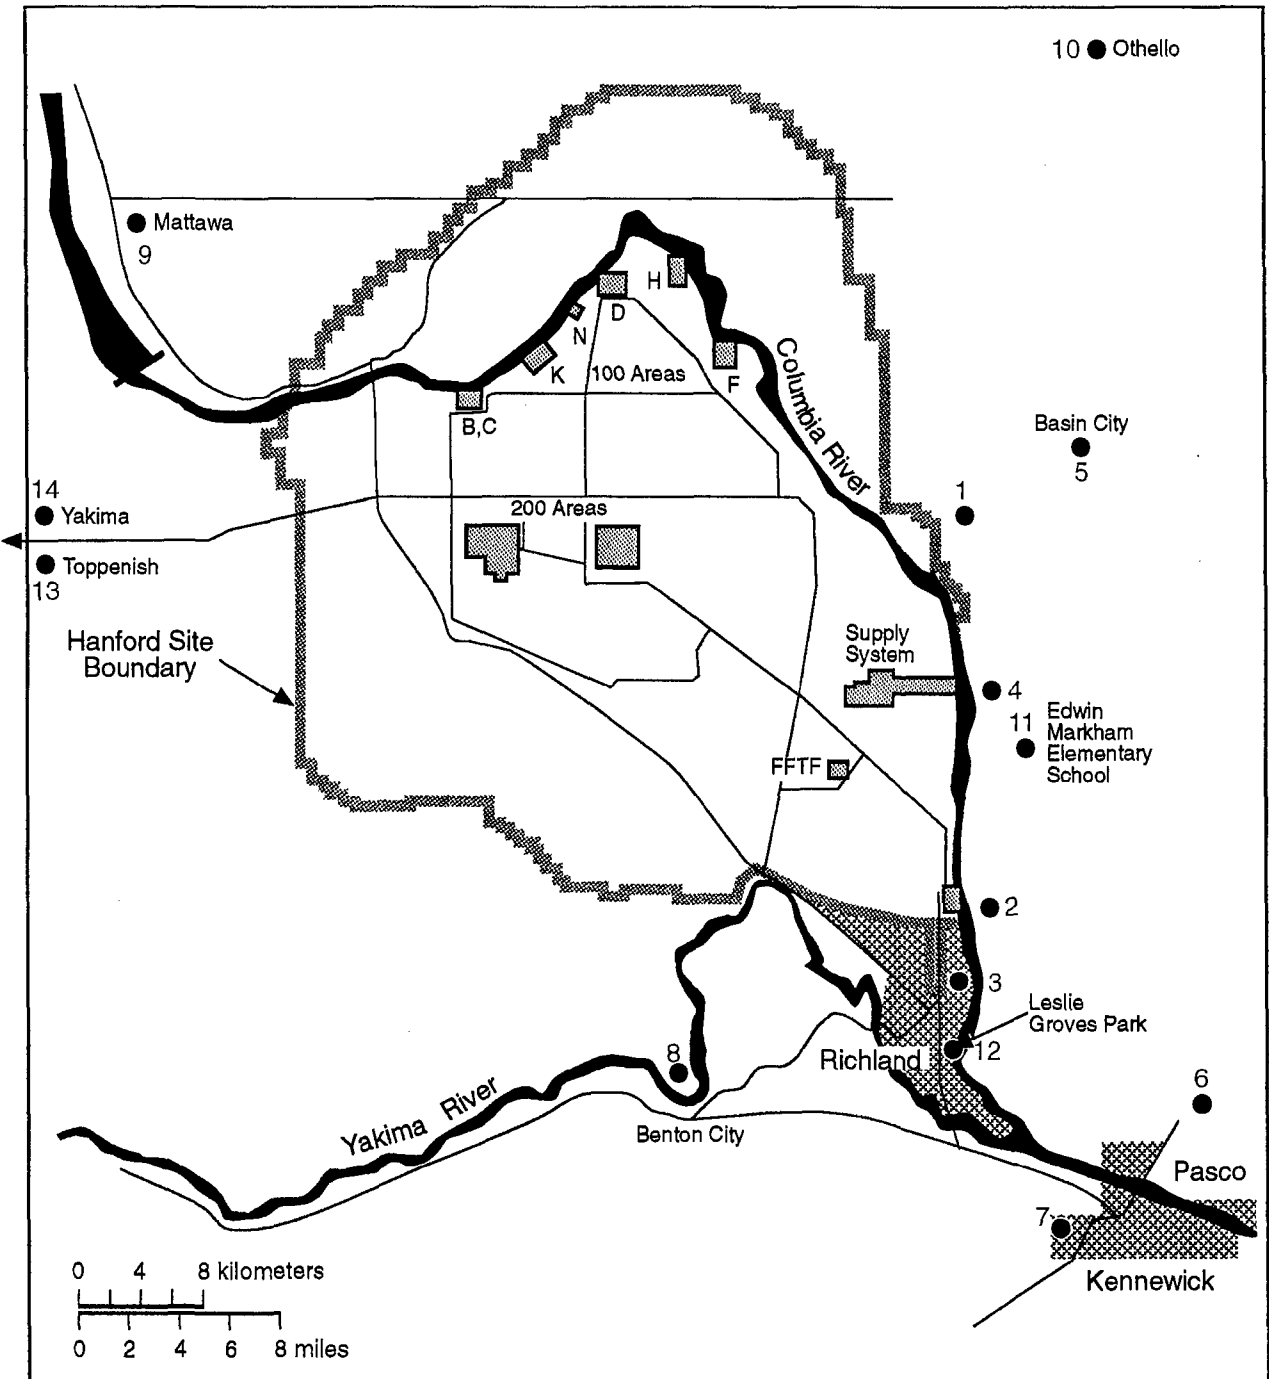 10 Othello
Mattawa
9
H
D
N
K
F
100 Areas
B,C
Columbia River
Basin City
5
1
14
Yakima
200 Areas
Toppenish
13
Hanford Site
Boundary
Supply
System
4
11 Edwin
Markham
Elementary
School
FFTF
2
3
Leslie
Groves Park
12
Richland
8
6
Yakima River
Benton City
Pasco
7
Kennewick
0 4 8 kilometers
0 2 4 6 8 miles